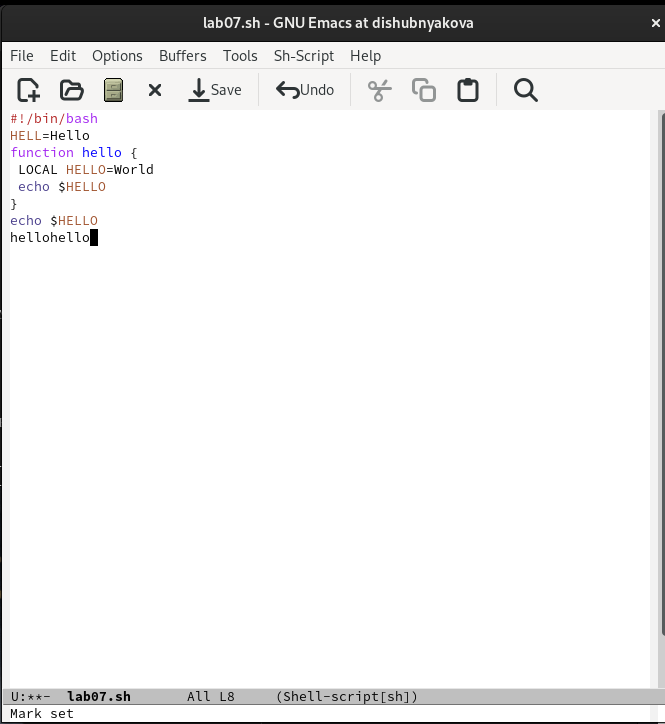 lab07.sh - GNU Emacs at dishubnyakova
×
File Edit Options Buffers Tools Sh-Script Help
Save Undo
#!/bin/bash
HELL=Hello
function hello {
 LOCAL HELLO=World
 echo $HELLO
}
echo $HELLO
hellohello
U:**- lab07.sh All L8 (Shell-script[sh])
Mark set